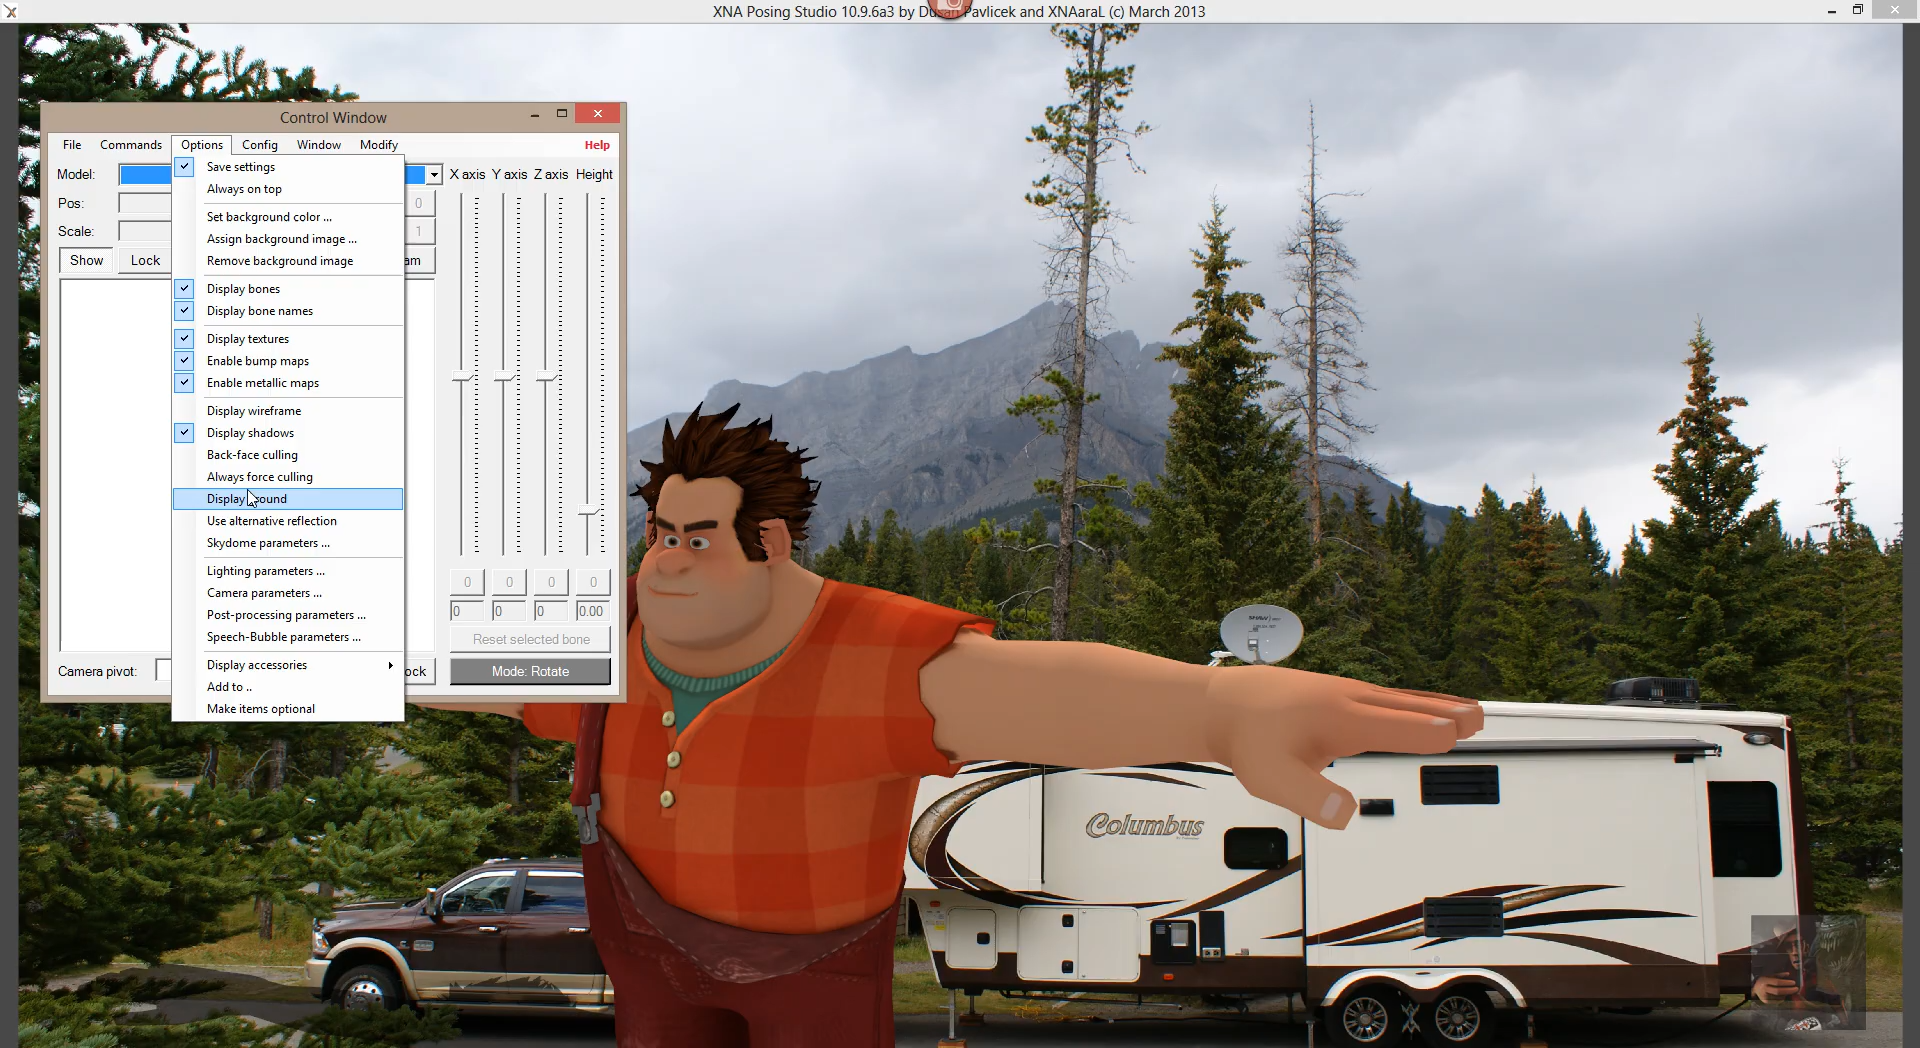 XNA Posing Studio 10.9.6a3 by Dusan Pavlicek and XNAaraL (c) March 2013
Control Window
File Commands Options Config Window Modify Help
Model:
Pos: 0
Scale: 1
Show Lock am
X axis Y axis Z axis Height
Save settings
Always on top
Set background color ...
Assign background image ...
Remove background image
Display bones
Display bone names
Display textures
Enable bump maps
Enable metallic maps
Display wireframe
Display shadows
Back-face culling
Always force culling
Display ound
Use alternative reflection
Skydome parameters ...
Lighting parameters ...
Camera parameters ...
Post-processing parameters ...
Speech-Bubble parameters ...
Display accessories
Add to ..
Make items optional
0 0 0 0
0 0 0 0.00
Reset selected bone
Camera pivot: ock Mode: Rotate
SHAW
Columbus